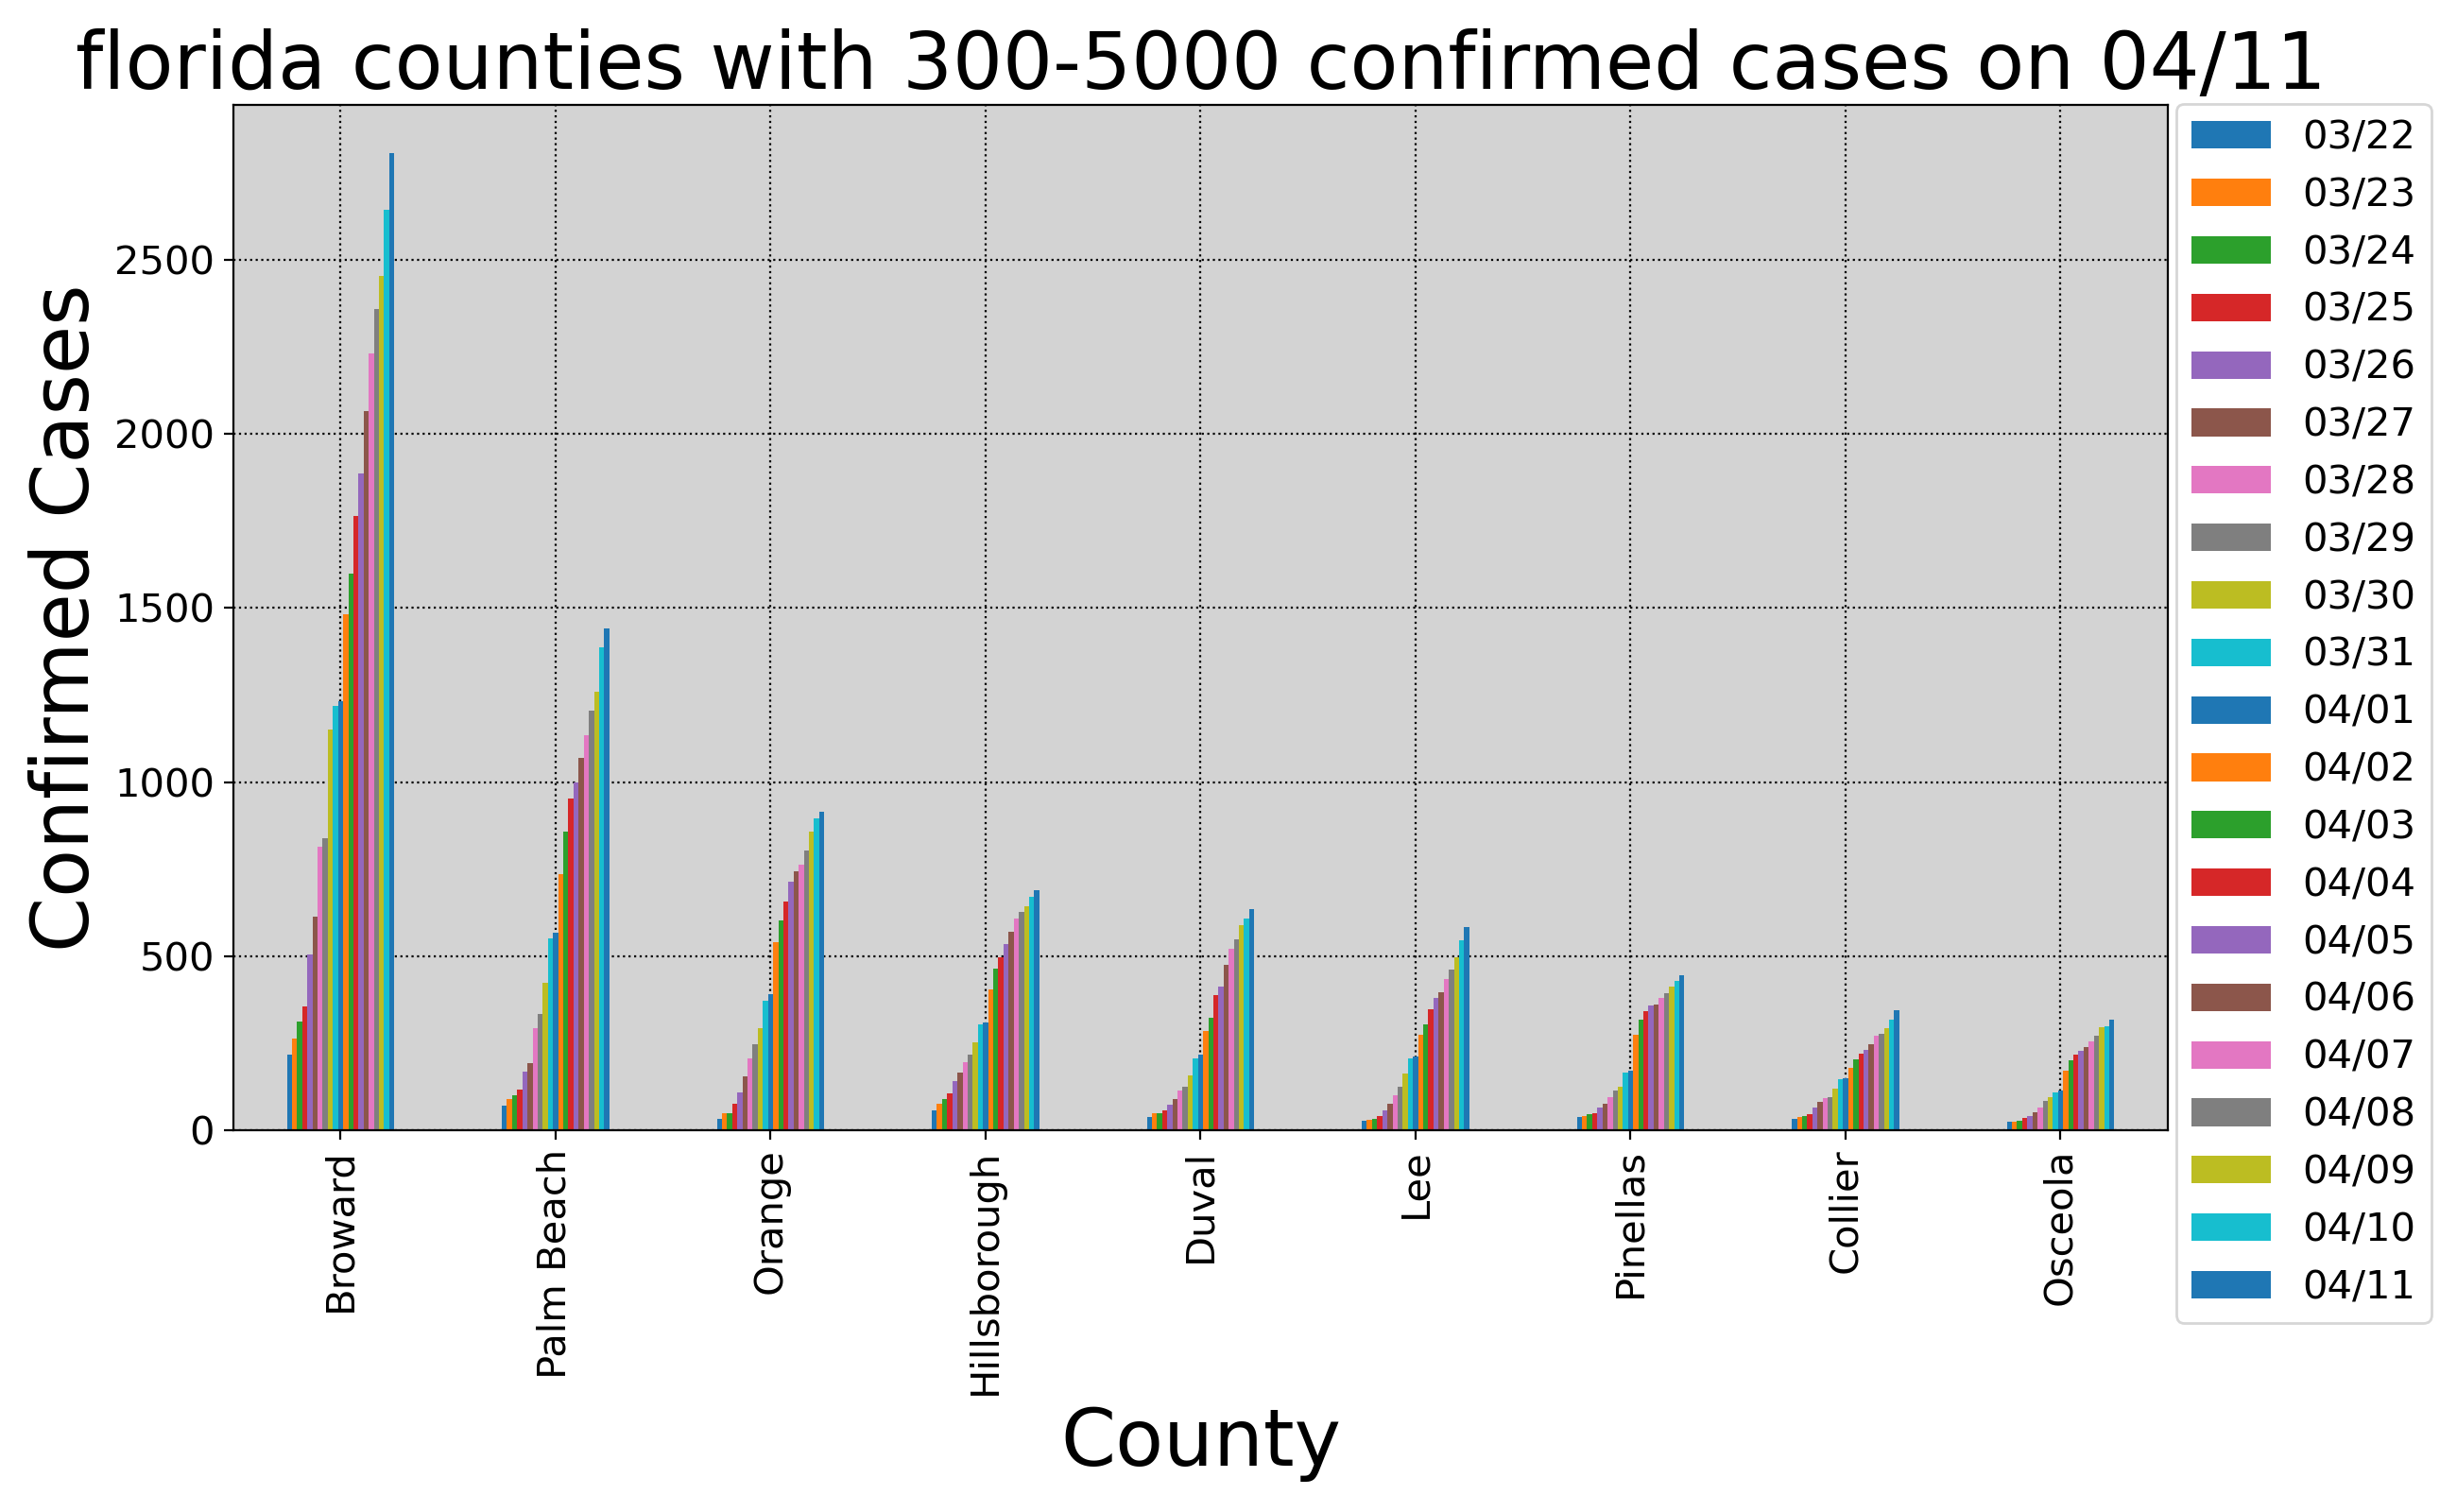 florida counties with 300-5000 confirmed cases on 04/11
Confirmed Cases
2500
2000
1500
1000
500
0
Broward
Palm Beach
Orange
Hillsborough
Duval
Lee
Pinellas
Collier
Osceola
County
03/22
03/23
03/24
03/25
03/26
03/27
03/28
03/29
03/30
03/31
04/01
04/02
04/03
04/04
04/05
04/06
04/07
04/08
04/09
04/10
04/11